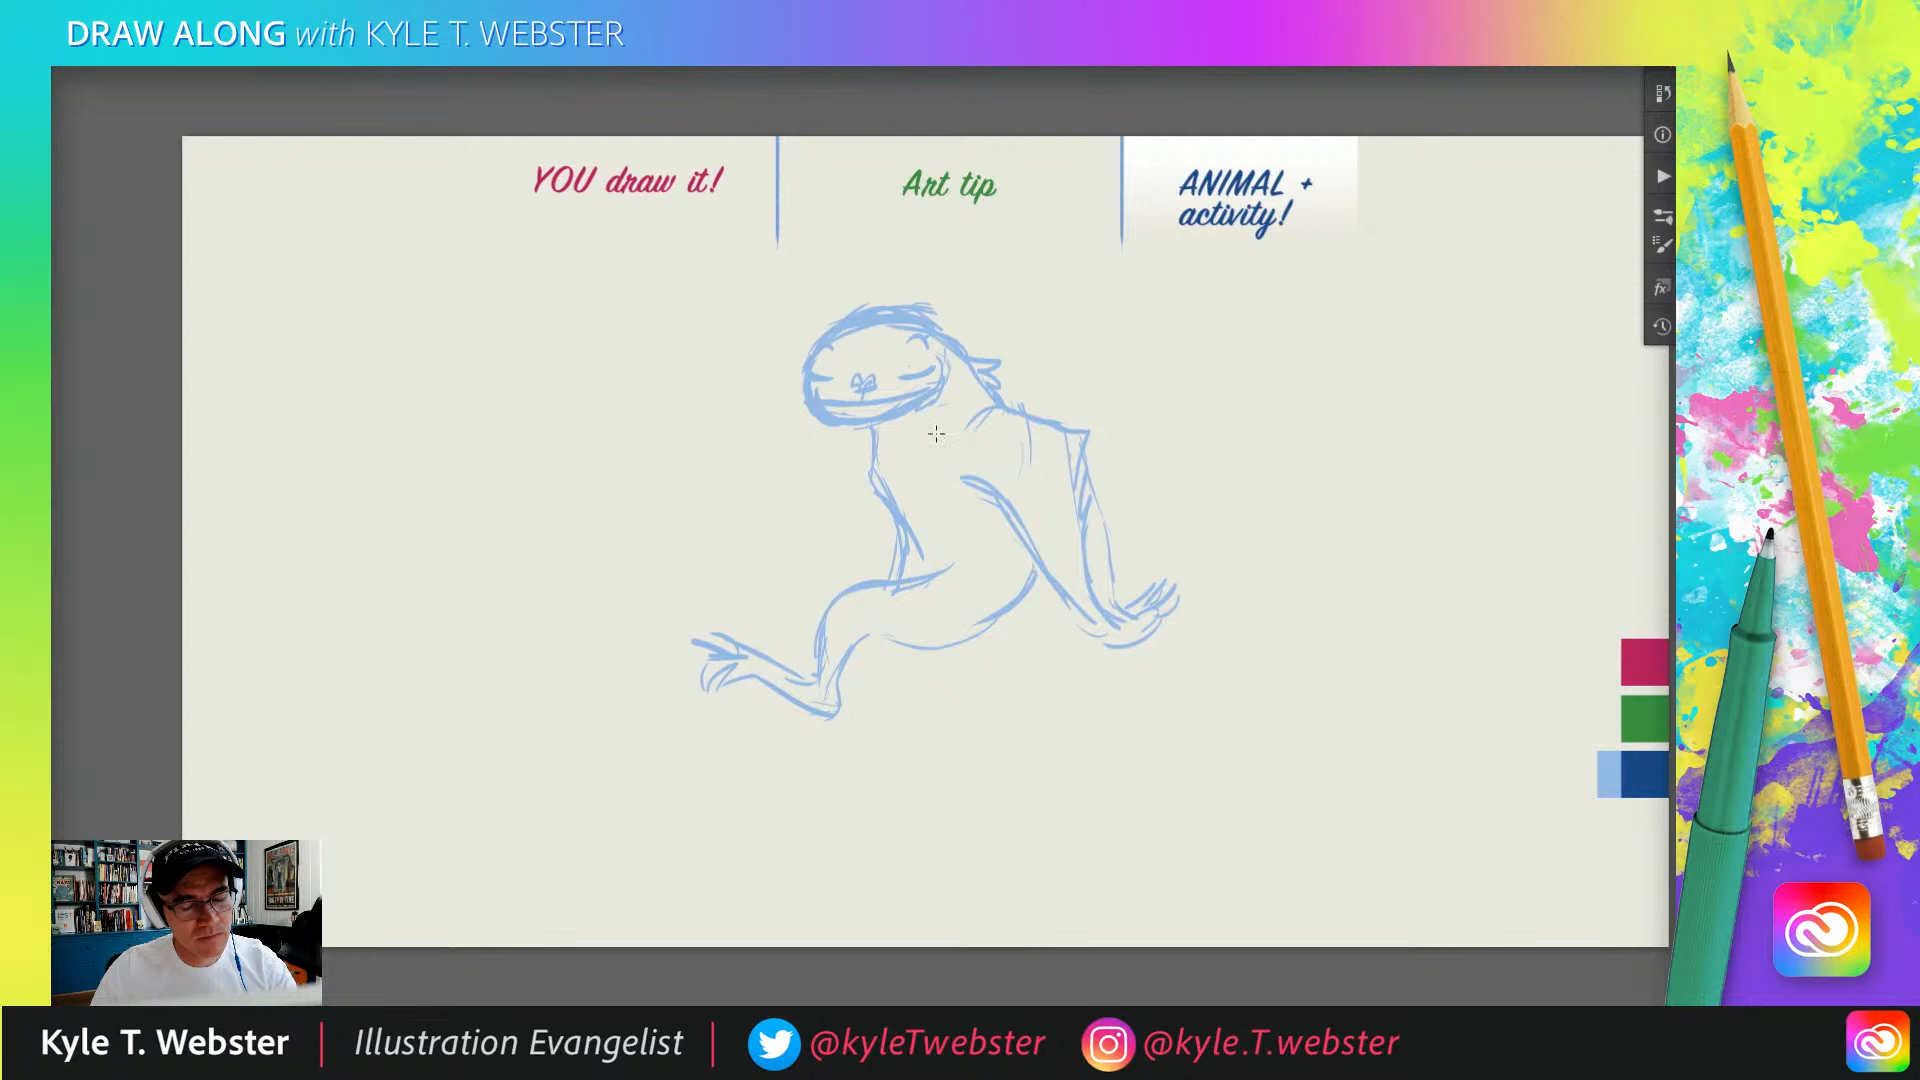 DRAW ALONG with KYLE T. WEBSTER
YOU draw it!
Art tip
ANIMAL +
activity!
fx
Kyle T. Webster | Illustration Evangelist | @kyleTwebster @kyle.T.webster